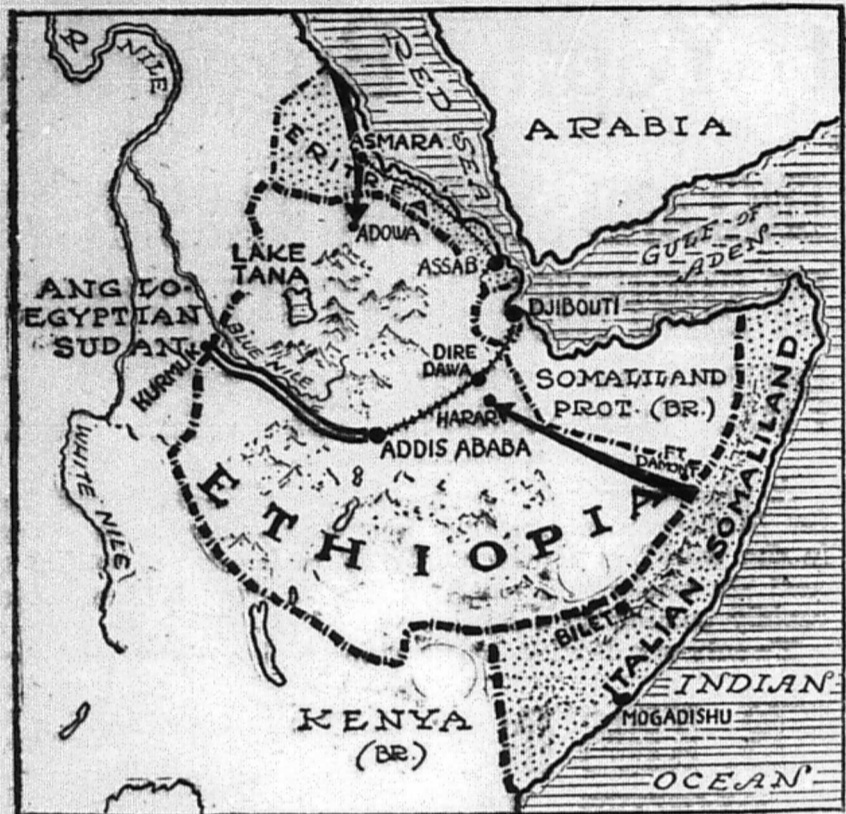 R. NILE
RED SEA
ARABIA
ERITREA
ASMARA
ADOWA
LAKE
TANA
ASSAB
GULF OF
ADEN
ANGLO-
EGYPTIAN
SUDAN
DJIBOUTI
BLUE NILE
DIRE
DAWA
KURMUK
SOMALILAND
PROT. (BR.)
HARAR
ADDIS ABABA
FT.
WHITE NILE
ETHIOPIA
ITALIAN SOMALILAND
BILET
INDIAN
OCEAN
MOGADISHU
KENYA
(BR.)